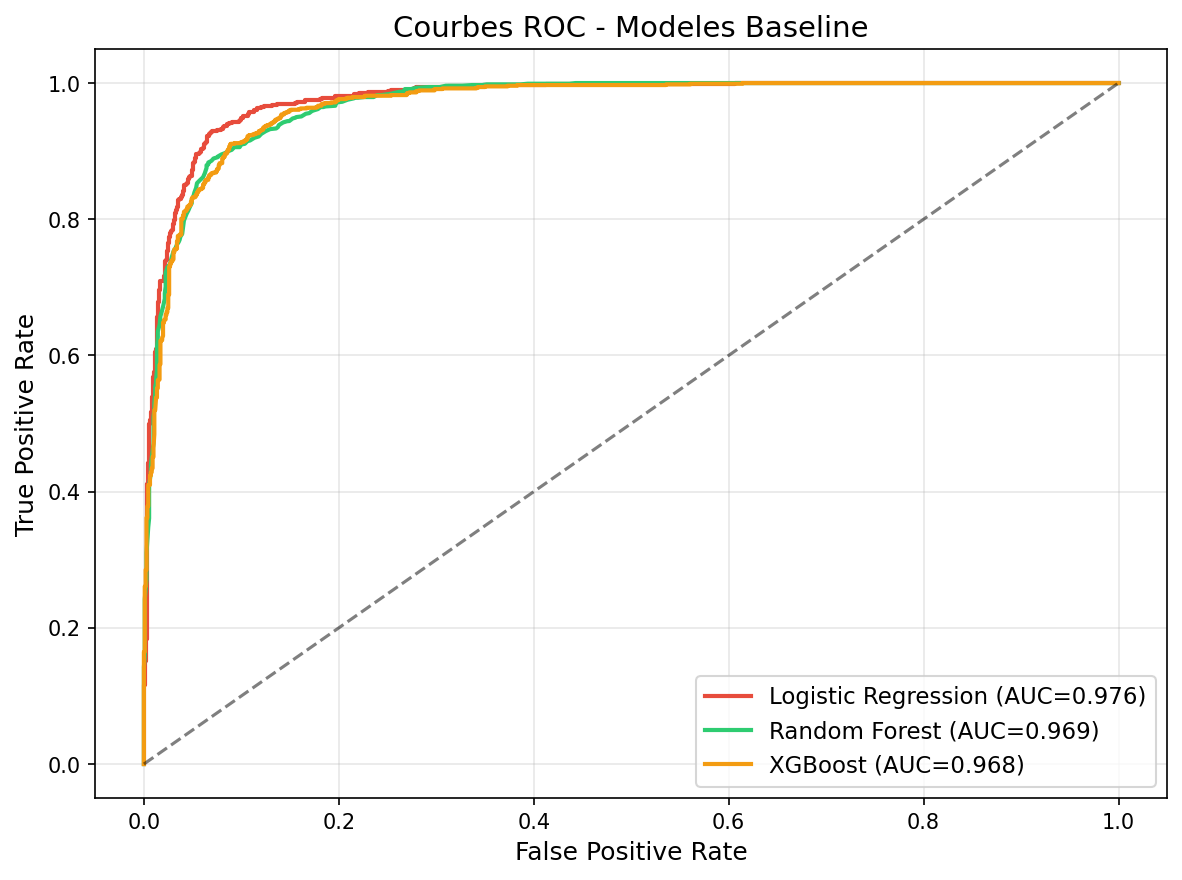 Courbes ROC - Modeles Baseline
1.0
0.8
0.6
0.4
0.2
0.0
True Positive Rate
Logistic Regression (AUC=0.976)
Random Forest (AUC=0.969)
XGBoost (AUC=0.968)
0.0 0.2 0.4 0.6 0.8 1.0
False Positive Rate